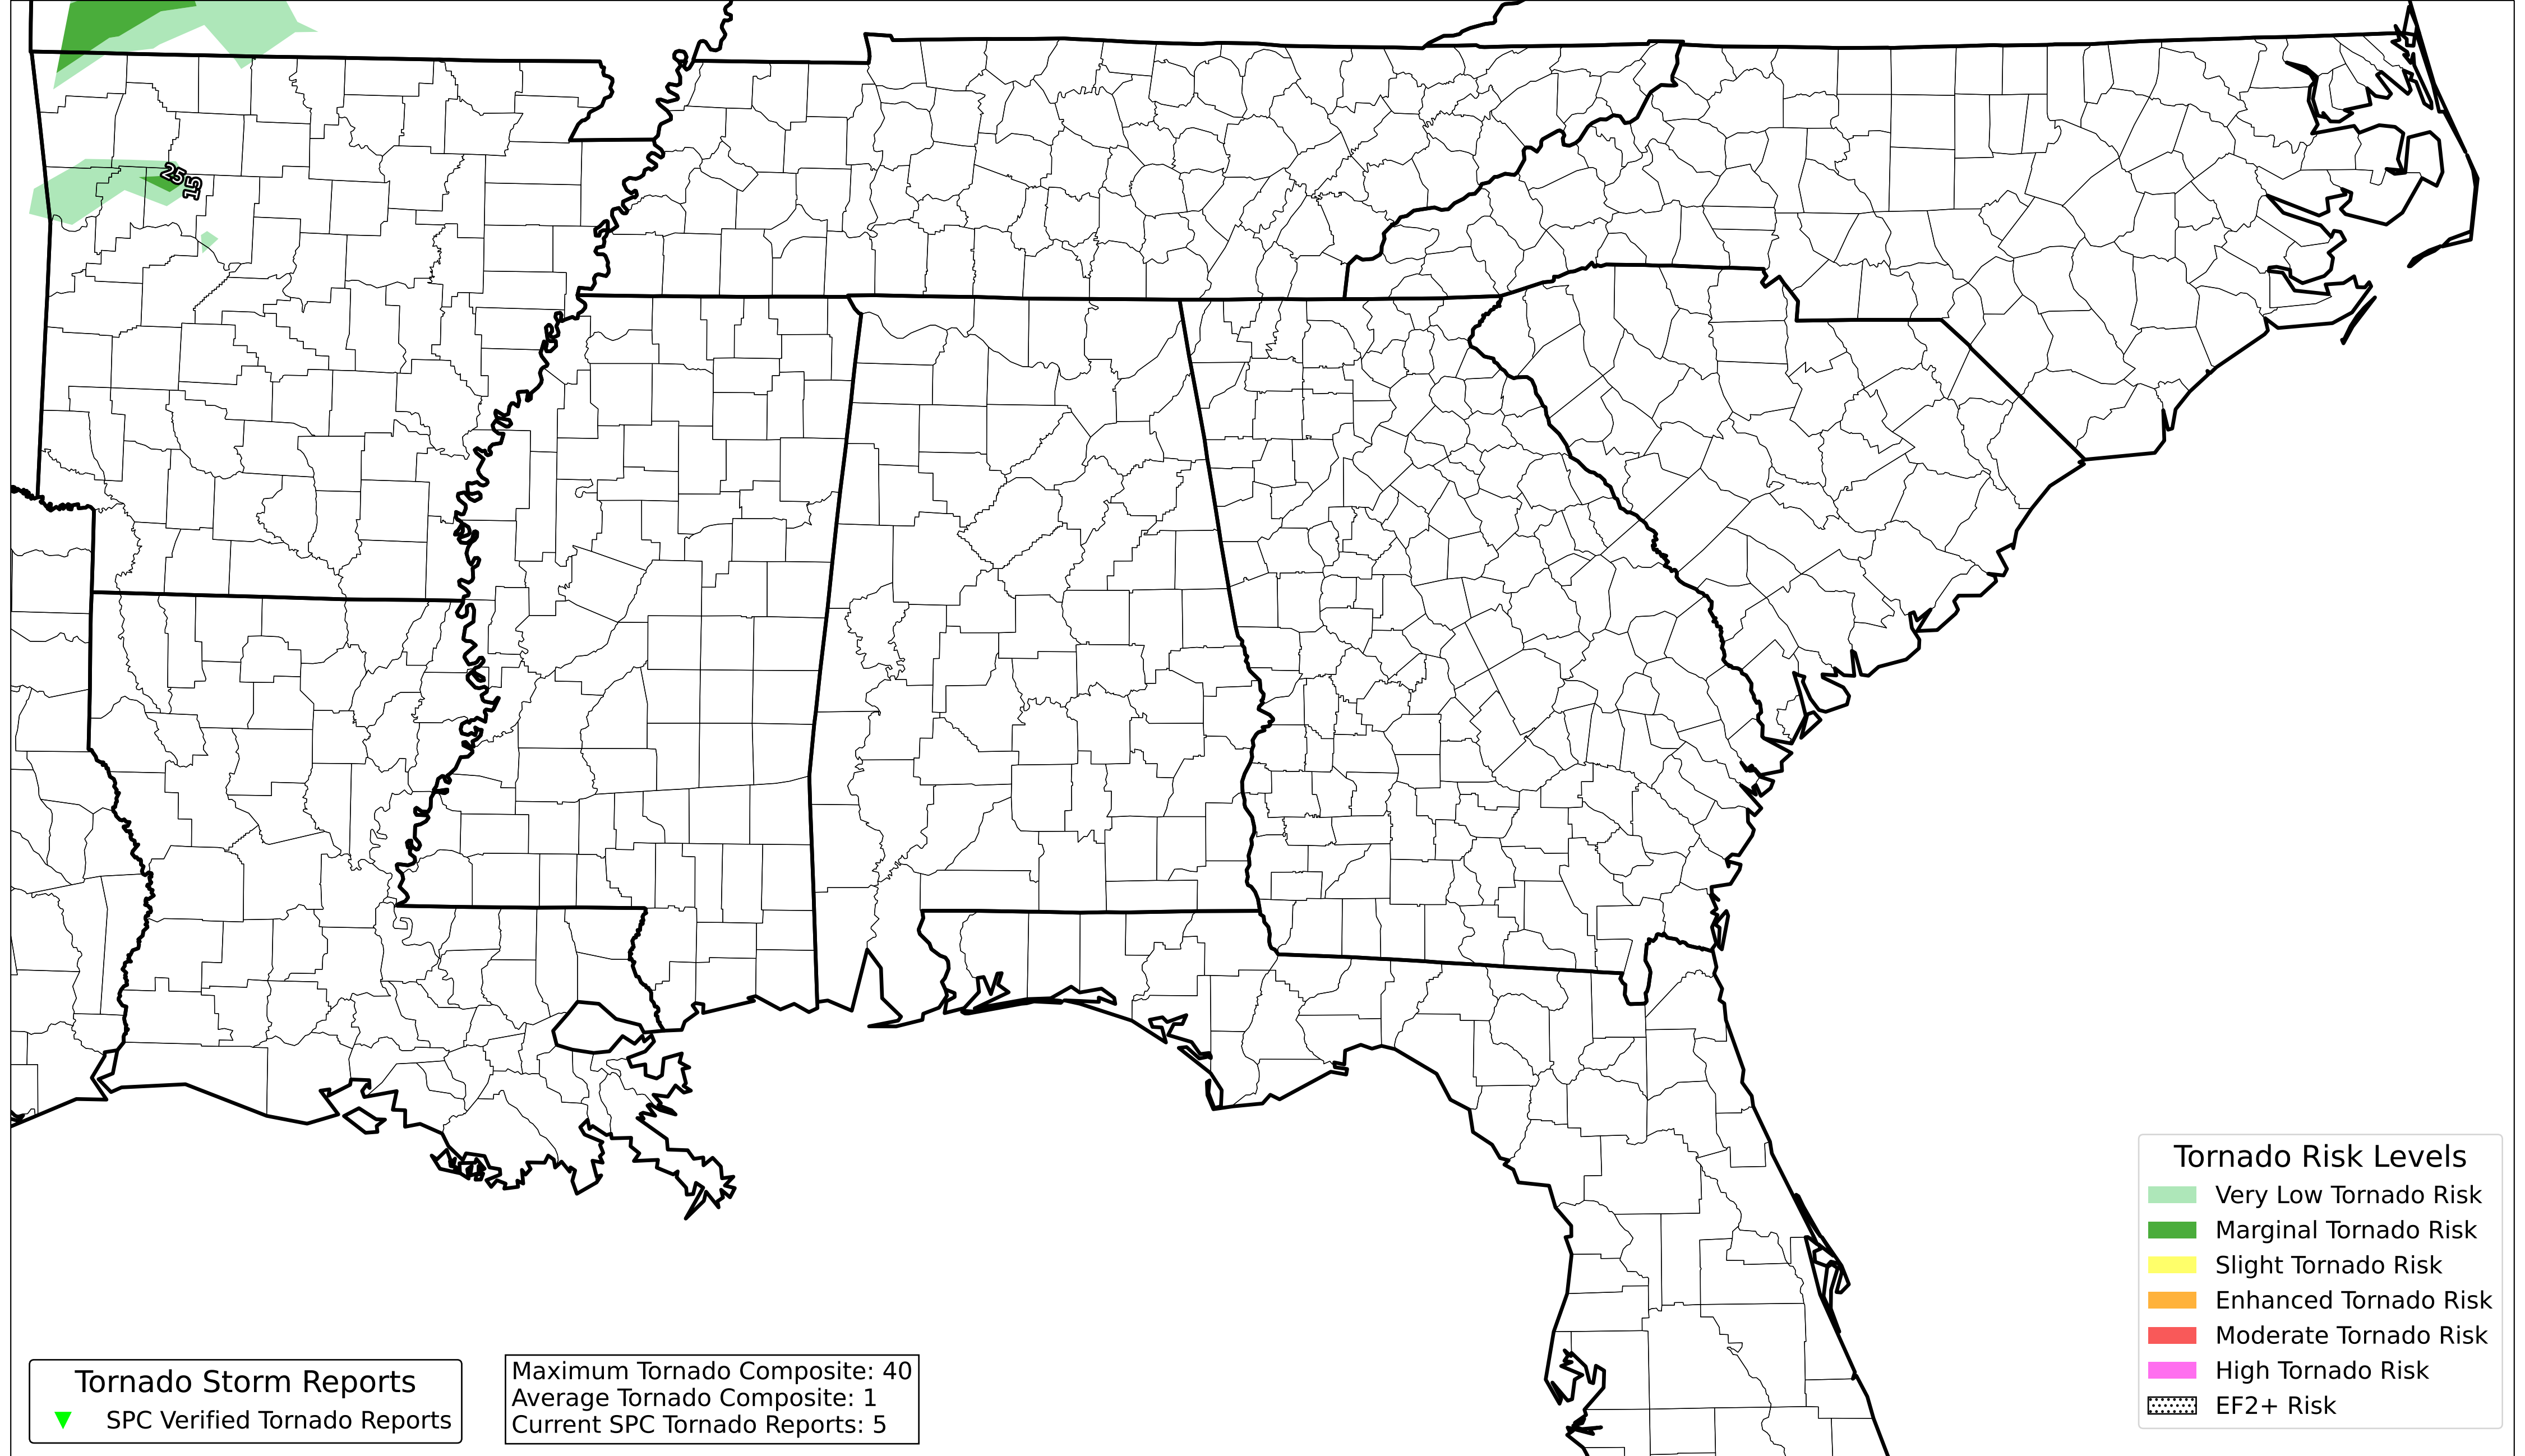 25
15
Tornado Risk Levels
Very Low Tornado Risk
Marginal Tornado Risk
Slight Tornado Risk
Enhanced Tornado Risk
Moderate Tornado Risk
High Tornado Risk
EF2+ Risk
Tornado Storm Reports
SPC Verified Tornado Reports
Maximum Tornado Composite: 40
Average Tornado Composite: 1
Current SPC Tornado Reports: 5